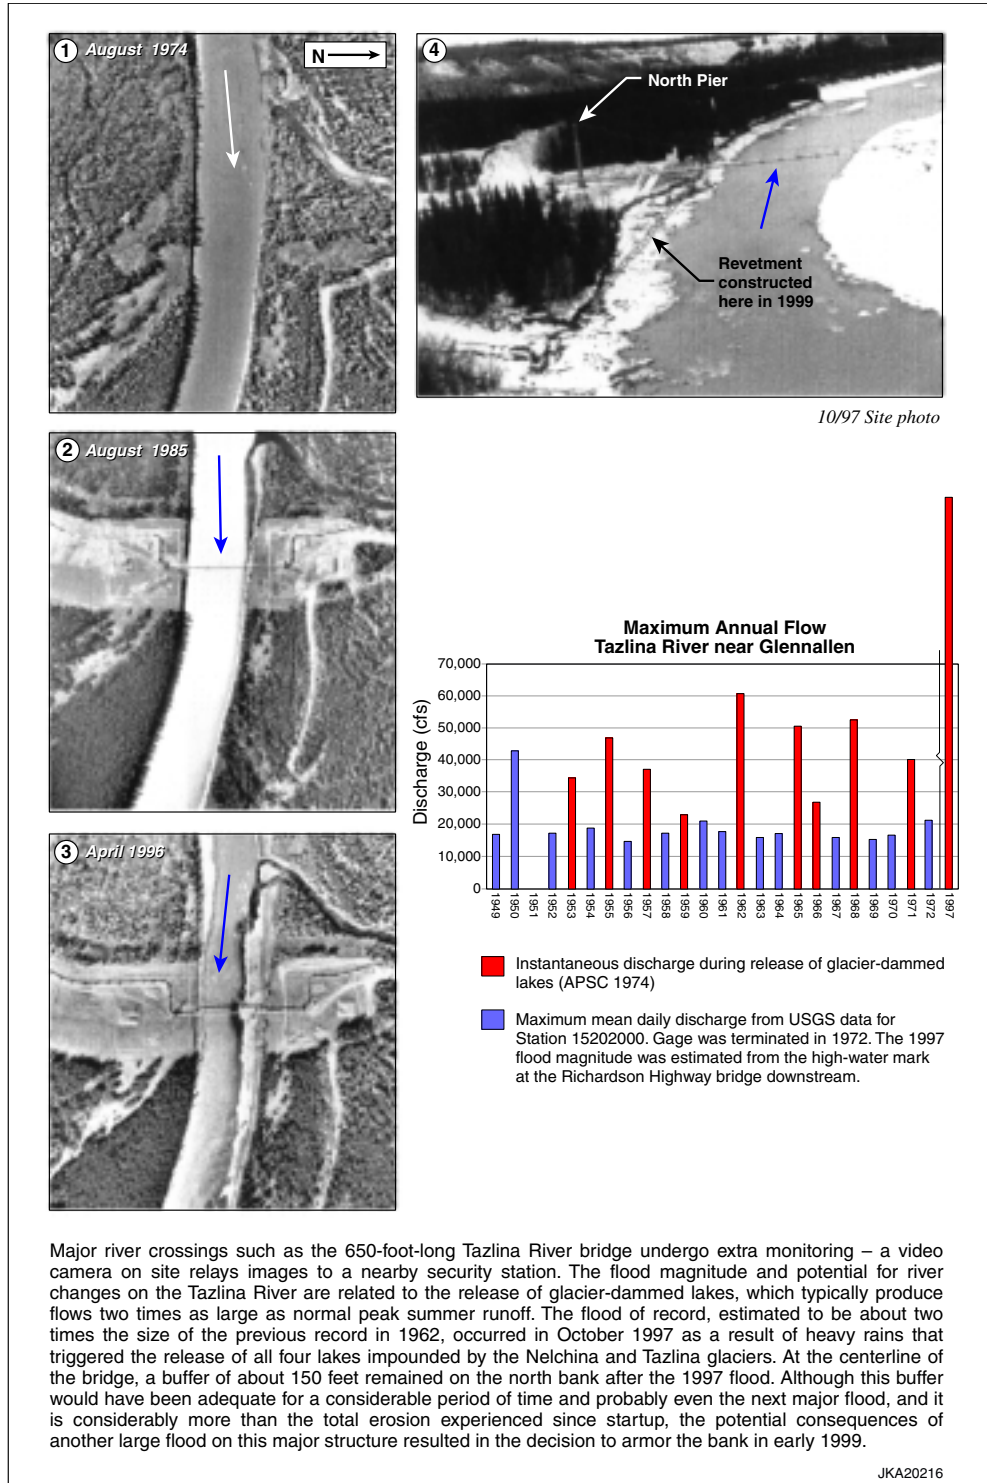 1 August 1974
N
4
North Pier
Revetment
constructed
here in 1999
10/97 Site photo
2 August 1985
3 April 1996
Maximum Annual Flow
Tazlina River near Glennallen
Discharge (cfs)
70,000
60,000
50,000
40,000
30,000
20,000
10,000
0
1949
1950
1951
1952
1953
1954
1955
1956
1957
1958
1959
1960
1961
1962
1963
1964
1965
1966
1967
1968
1969
1970
1971
1972
1997
Instantaneous discharge during release of glacier-dammed
lakes (APSC 1974)
Maximum mean daily discharge from USGS data for
Station 15202000. Gage was terminated in 1972. The 1997
flood magnitude was estimated from the high-water mark
at the Richardson Highway bridge downstream.
Major river crossings such as the 650-foot-long Tazlina River bridge undergo extra monitoring – a video
camera on site relays images to a nearby security station. The flood magnitude and potential for river
changes on the Tazlina River are related to the release of glacier-dammed lakes, which typically produce
flows two times as large as normal peak summer runoff. The flood of record, estimated to be about two
times the size of the previous record in 1962, occurred in October 1997 as a result of heavy rains that
triggered the release of all four lakes impounded by the Nelchina and Tazlina glaciers. At the centerline of
the bridge, a buffer of about 150 feet remained on the north bank after the 1997 flood. Although this buffer
would have been adequate for a considerable period of time and probably even the next major flood, and it
is considerably more than the total erosion experienced since startup, the potential consequences of
another large flood on this major structure resulted in the decision to armor the bank in early 1999.
JKA20216